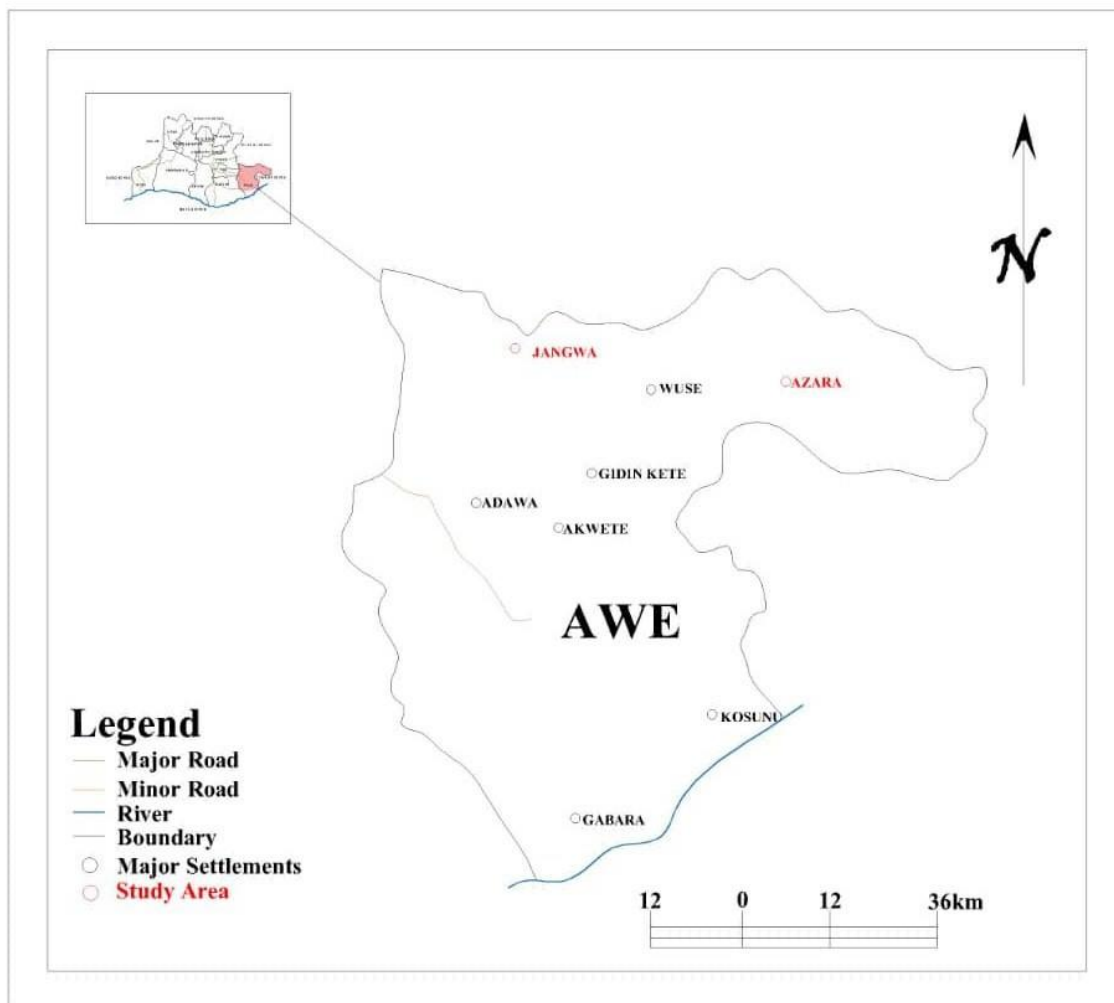 N
JANGWA
WUSE
AZARA
GIDIN KETE
ADAWA
AKWETE
AWE
KOSUNU
GABARA
Legend
Major Road
Minor Road
River
Boundary
Major Settlements
Study Area
12 0 12 36km